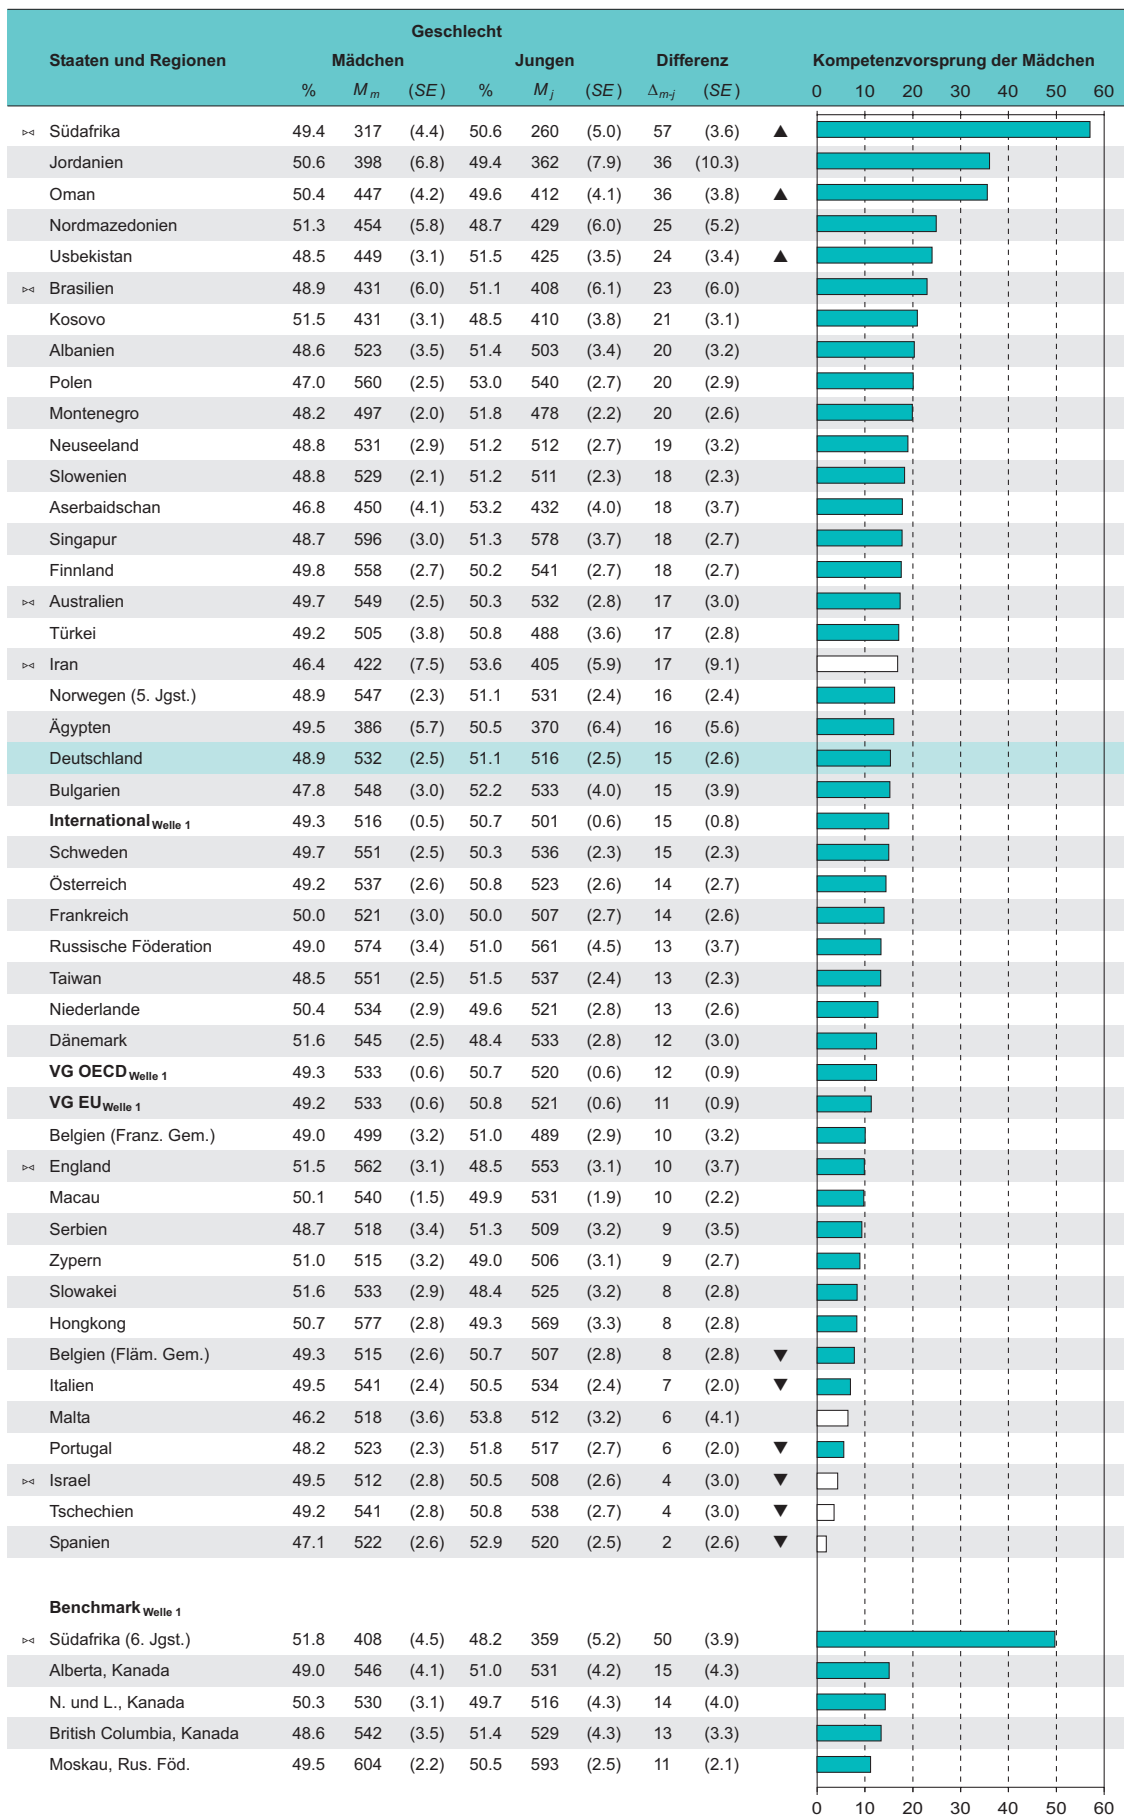 Geschlecht
Staaten und Regionen Mädchen Jungen Differenz Kompetenzvorsprung der Mädchen
% M m (SE) % M j (SE) Δ m-j (SE) 0 10 20 30 40 50 60
⋈ Südafrika 49.4 317 (4.4) 50.6 260 (5.0) 57 (3.6) ▲
Jordanien 50.6 398 (6.8) 49.4 362 (7.9) 36 (10.3)
Oman 50.4 447 (4.2) 49.6 412 (4.1) 36 (3.8) ▲
Nordmazedonien 51.3 454 (5.8) 48.7 429 (6.0) 25 (5.2)
Usbekistan 48.5 449 (3.1) 51.5 425 (3.5) 24 (3.4) ▲
⋈ Brasilien 48.9 431 (6.0) 51.1 408 (6.1) 23 (6.0)
Kosovo 51.5 431 (3.1) 48.5 410 (3.8) 21 (3.1)
Albanien 48.6 523 (3.5) 51.4 503 (3.4) 20 (3.2)
Polen 47.0 560 (2.5) 53.0 540 (2.7) 20 (2.9)
Montenegro 48.2 497 (2.0) 51.8 478 (2.2) 20 (2.6)
Neuseeland 48.8 531 (2.9) 51.2 512 (2.7) 19 (3.2)
Slowenien 48.8 529 (2.1) 51.2 511 (2.3) 18 (2.3)
Aserbaidschan 46.8 450 (4.1) 53.2 432 (4.0) 18 (3.7)
Singapur 48.7 596 (3.0) 51.3 578 (3.7) 18 (2.7)
Finnland 49.8 558 (2.7) 50.2 541 (2.7) 18 (2.7)
⋈ Australien 49.7 549 (2.5) 50.3 532 (2.8) 17 (3.0)
Türkei 49.2 505 (3.8) 50.8 488 (3.6) 17 (2.8)
⋈ Iran 46.4 422 (7.5) 53.6 405 (5.9) 17 (9.1)
Norwegen (5. Jgst.) 48.9 547 (2.3) 51.1 531 (2.4) 16 (2.4)
Ägypten 49.5 386 (5.7) 50.5 370 (6.4) 16 (5.6)
Deutschland 48.9 532 (2.5) 51.1 516 (2.5) 15 (2.6)
Bulgarien 47.8 548 (3.0) 52.2 533 (4.0) 15 (3.9)
International Welle 1 49.3 516 (0.5) 50.7 501 (0.6) 15 (0.8)
Schweden 49.7 551 (2.5) 50.3 536 (2.3) 15 (2.3)
Österreich 49.2 537 (2.6) 50.8 523 (2.6) 14 (2.7)
Frankreich 50.0 521 (3.0) 50.0 507 (2.7) 14 (2.6)
Russische Föderation 49.0 574 (3.4) 51.0 561 (4.5) 13 (3.7)
Taiwan 48.5 551 (2.5) 51.5 537 (2.4) 13 (2.3)
Niederlande 50.4 534 (2.9) 49.6 521 (2.8) 13 (2.6)
Dänemark 51.6 545 (2.5) 48.4 533 (2.8) 12 (3.0)
VG OECD Welle 1 49.3 533 (0.6) 50.7 520 (0.6) 12 (0.9)
VG EU Welle 1 49.2 533 (0.6) 50.8 521 (0.6) 11 (0.9)
Belgien (Franz. Gem.) 49.0 499 (3.2) 51.0 489 (2.9) 10 (3.2)
⋈ England 51.5 562 (3.1) 48.5 553 (3.1) 10 (3.7)
Macau 50.1 540 (1.5) 49.9 531 (1.9) 10 (2.2)
Serbien 48.7 518 (3.4) 51.3 509 (3.2) 9 (3.5)
Zypern 51.0 515 (3.2) 49.0 506 (3.1) 9 (2.7)
Slowakei 51.6 533 (2.9) 48.4 525 (3.2) 8 (2.8)
Hongkong 50.7 577 (2.8) 49.3 569 (3.3) 8 (2.8)
Belgien (Fläm. Gem.) 49.3 515 (2.6) 50.7 507 (2.8) 8 (2.8) ▼
Italien 49.5 541 (2.4) 50.5 534 (2.4) 7 (2.0) ▼
Malta 46.2 518 (3.6) 53.8 512 (3.2) 6 (4.1)
Portugal 48.2 523 (2.3) 51.8 517 (2.7) 6 (2.0) ▼
⋈ Israel 49.5 512 (2.8) 50.5 508 (2.6) 4 (3.0) ▼
Tschechien 49.2 541 (2.8) 50.8 538 (2.7) 4 (3.0) ▼
Spanien 47.1 522 (2.6) 52.9 520 (2.5) 2 (2.6) ▼
Benchmark Welle 1
⋈ Südafrika (6. Jgst.) 51.8 408 (4.5) 48.2 359 (5.2) 50 (3.9)
Alberta, Kanada 49.0 546 (4.1) 51.0 531 (4.2) 15 (4.3)
N. und L., Kanada 50.3 530 (3.1) 49.7 516 (4.3) 14 (4.0)
British Columbia, Kanada 48.6 542 (3.5) 51.4 529 (4.3) 13 (3.3)
Moskau, Rus. Föd. 49.5 604 (2.2) 50.5 593 (2.5) 11 (2.1)
0 10 20 30 40 50 60